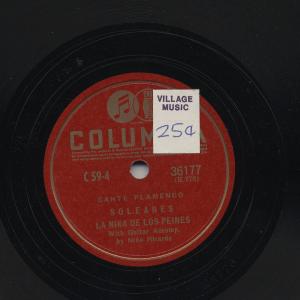 VILLAGE
MUSIC
25¢
COLUM
C 59-4
36177
CANTE FLAMENCO
SOLEARES
LA NIÑA DE LOS PEINES
With Guitar Accomp.
by Niño Ricardo